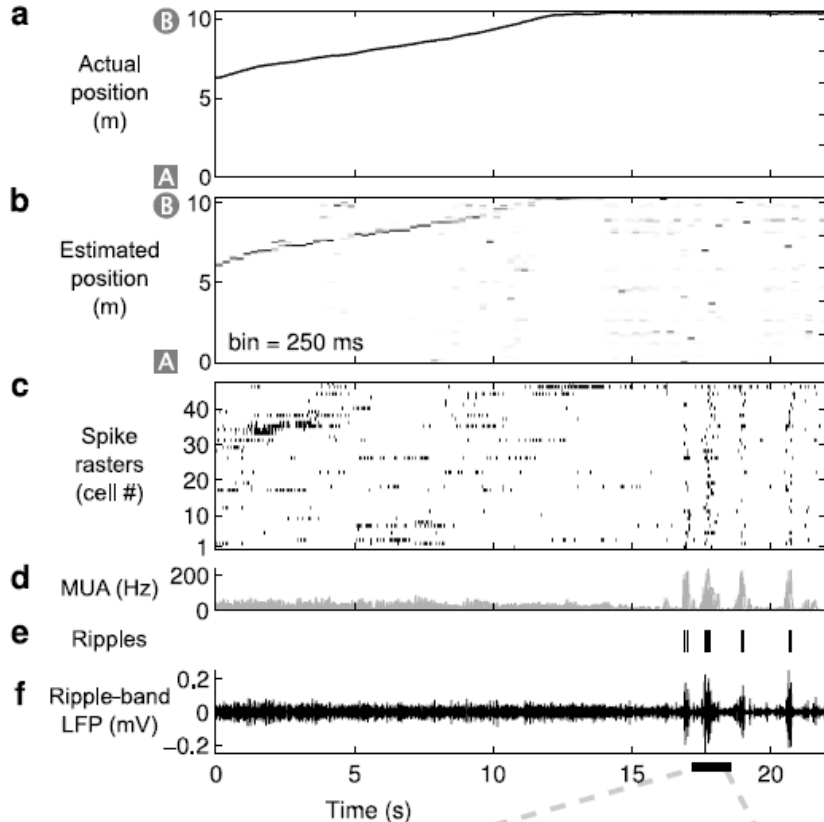 a
B
10
Actual
position
(m)
5
A
0
b
B
10
Estimated
position
(m)
5
bin = 250 ms
A
0
c
40
Spike
rasters
(cell #)
30
20
10
1
d
MUA (Hz)
200
0
e
Ripples
f
Ripple-band
LFP (mV)
0.2
0
−0.2
0 5 10 15 20
Time (s)